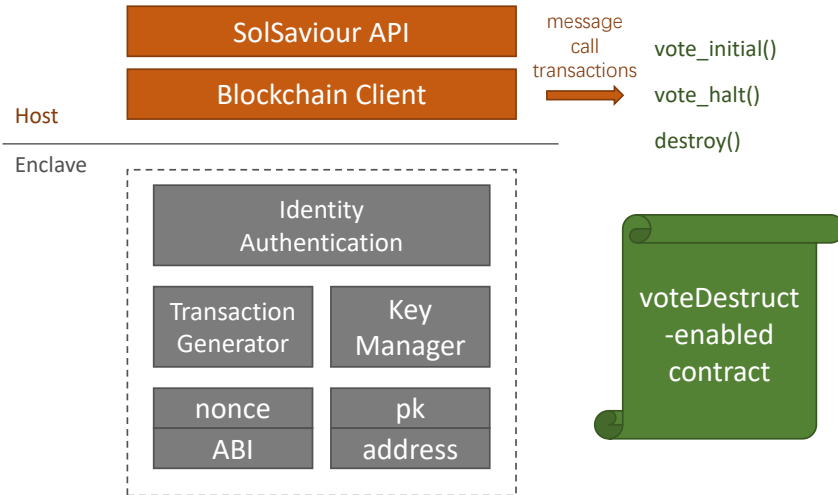 SolSaviour API
Blockchain Client
Host
message
call
transactions
vote_initial()
vote_halt()
destroy()
Enclave
Identity
Authentication
Transaction
Generator
Key
Manager
nonce
ABI
pk
address
voteDestruct
-enabled
contract